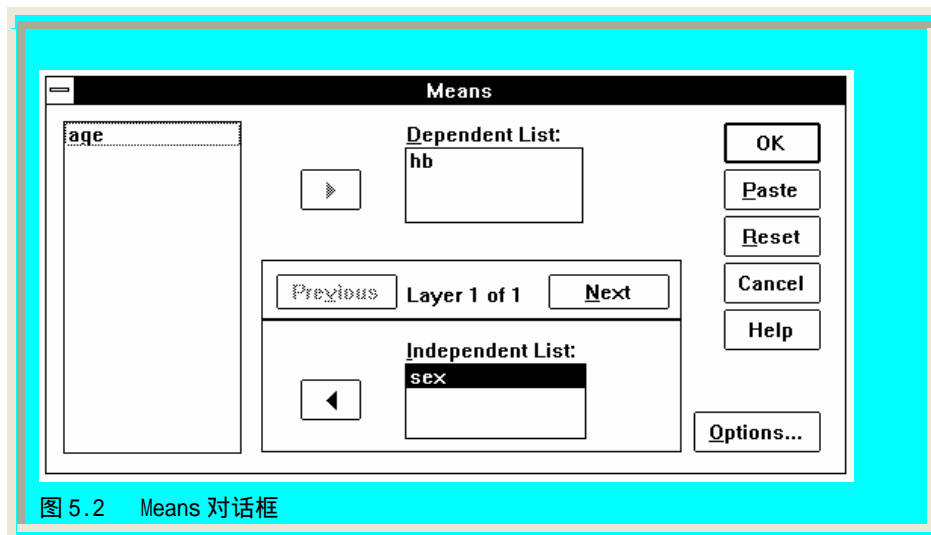 Means
age
Dependent List:
hb
OK
Paste
Reset
Cancel
Help
Previous
Layer 1 of 1
Next
Independent List:
sex
Options...
图 5.2 Means 对话框